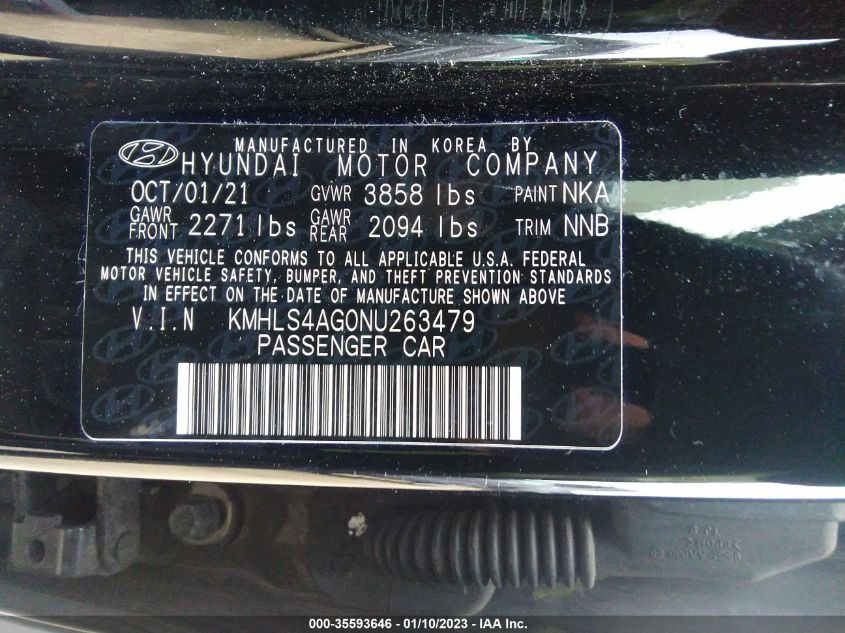 MANUFACTURED IN KOREA BY
HYUNDAI MOTOR COMPANY
OCT/01/21 GVWR 3858 lbs PAINT NKA
GAWR FRONT 2271 lbs GAWR REAR 2094 lbs TRIM NNB
THIS VEHICLE CONFORMS TO ALL APPLICABLE U.S.A. FEDERAL
MOTOR VEHICLE SAFETY, BUMPER, AND THEFT PREVENTION STANDARDS
IN EFFECT ON THE DATE OF MANUFACTURE SHOWN ABOVE
V.I.N KMHLS4AG0NU263479
PASSENGER CAR
000-35593646 - 01/10/2023 - IAA Inc.